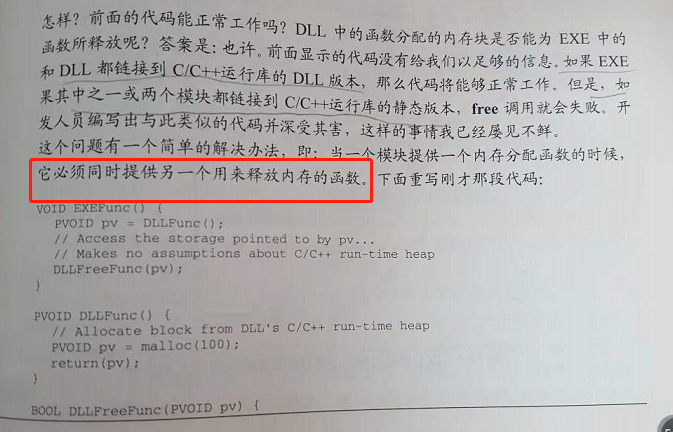 怎样？前面的代码能正常工作吗？DLL 中的函数分配的内存块是否能为 EXE 中的
函数所释放呢？答案是：也许。前面显示的代码没有给我们以足够的信息。如果 EXE
和 DLL 都链接到 C/C++运行库的 DLL 版本，那么代码将能够正常工作。但是，如
果其中之一或两个模块都链接到 C/C++运行库的静态版本，free 调用就会失败。开
发人员编写出与此类似的代码并深受其害，这样的事情我已经屡见不鲜。
这个问题有一个简单的解决办法，即：当一个模块提供一个内存分配函数的时候，
它必须同时提供另一个用来释放内存的函数。下面重写刚才那段代码：
VOID EXEFunc() {
PVOID pv = DLLFunc();
// Access the storage pointed to by pv...
// Makes no assumptions about C/C++ run-time heap
DLLFreeFunc(pv);
}
PVOID DLLFunc() {
// Allocate block from DLL's C/C++ run-time heap
PVOID pv = malloc(100);
return(pv);
}
BOOL DLLFreeFunc(PVOID pv) {